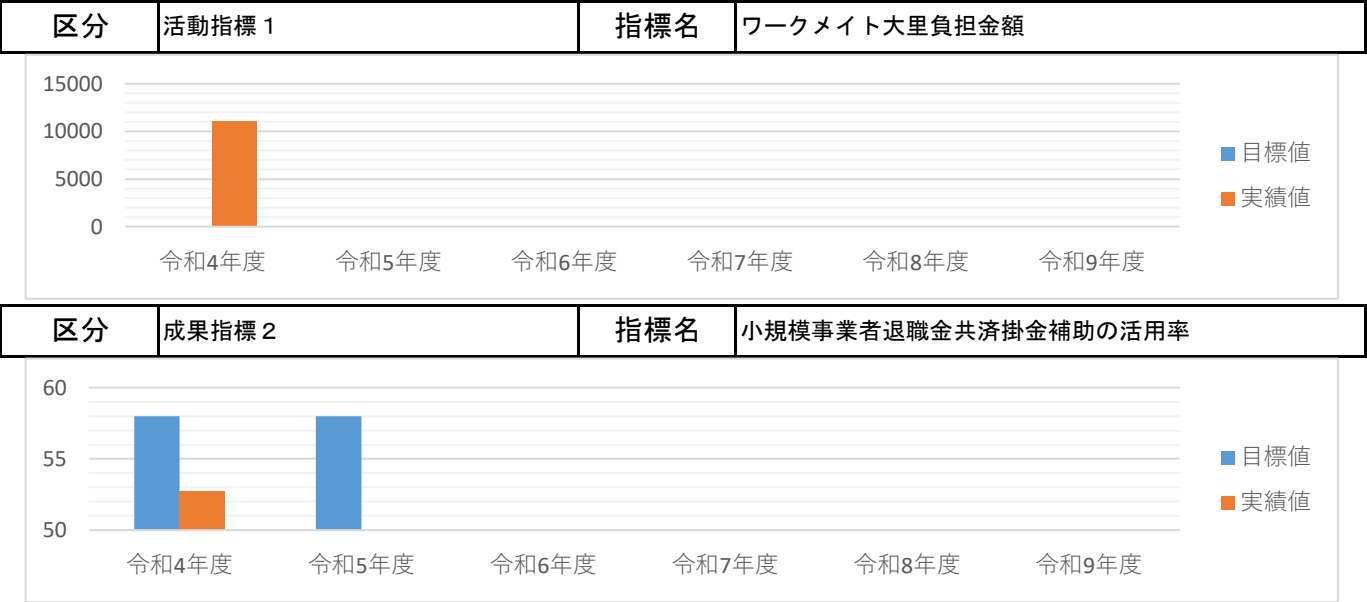 区分 活動指標1 指標名 ワークメイト大里負担金額
15000
10000
5000
0
令和4年度 令和5年度 令和6年度 令和7年度 令和8年度 令和9年度
目標値
実績値
区分 成果指標2 指標名 小規模事業者退職金共済掛金補助の活用率
60
55
50
令和4年度 令和5年度 令和6年度 令和7年度 令和8年度 令和9年度
目標値
実績値